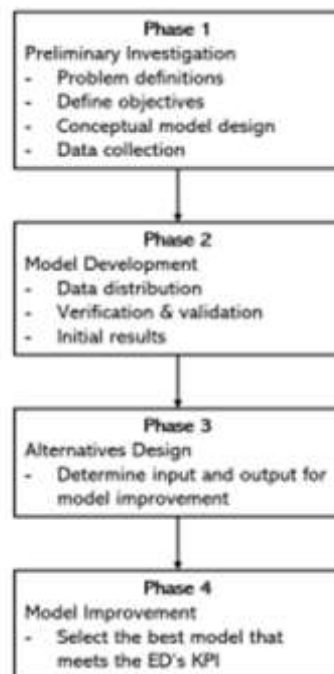 Phase 1
Preliminary Investigation
- Problem definitions
- Define objectives
- Conceptual model design
- Data collection
Phase 2
Model Development
- Data distribution
- Verification & validation
- Initial results
Phase 3
Alternatives Design
- Determine input and output for
model improvement
Phase 4
Model Improvement
- Select the best model that
meets the ED's KPI